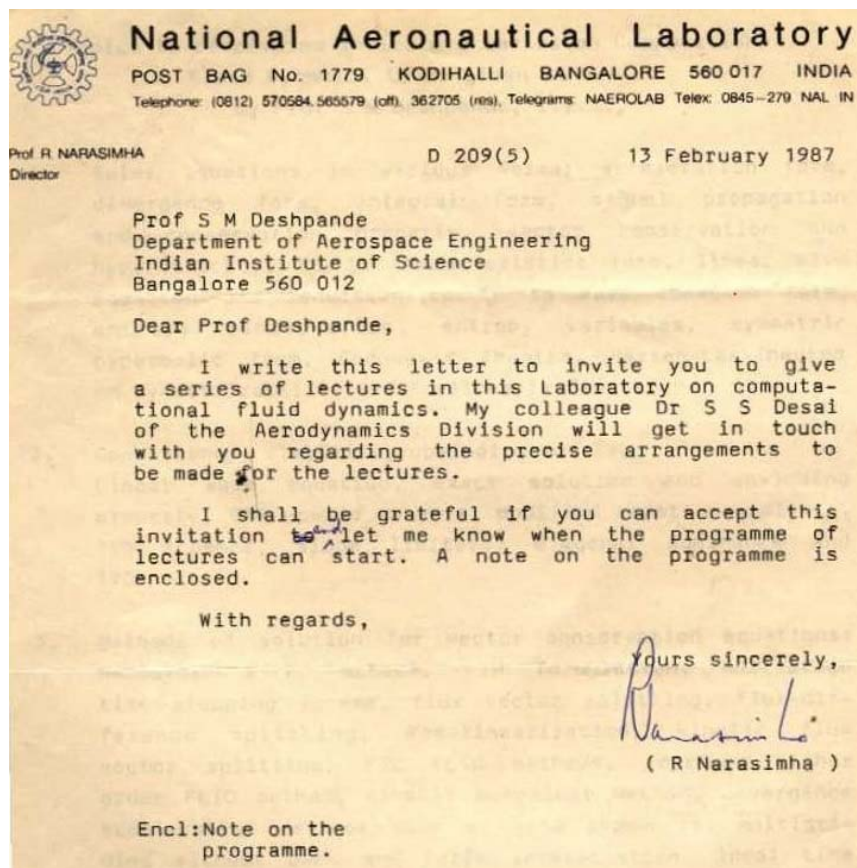 National Aeronautical Laboratory
POST BAG No. 1779 KODIHALLI BANGALORE 560 017 INDIA
Telephone: (0812) 570584, 565579 (off), 362705 (res), Telegrams: NAEROLAB Telex: 0845-279 NAL IN
Prof R. NARASIMHA
Director
D 209(5) 13 February 1987
Prof S M Deshpande
Department of Aerospace Engineering
Indian Institute of Science
Bangalore 560 012
Dear Prof Deshpande,
I write this letter to invite you to give
a series of lectures in this Laboratory on computa-
tional fluid dynamics. My colleague Dr S S Desai
of the Aerodynamics Division will get in touch
with you regarding the precise arrangements to
be made for the lectures.
I shall be grateful if you can accept this
invitation and let me know when the programme of
lectures can start. A note on the programme is
enclosed.
With regards,
Yours sincerely,
R Narasimha
( R Narasimha )
Encl:Note on the
programme.